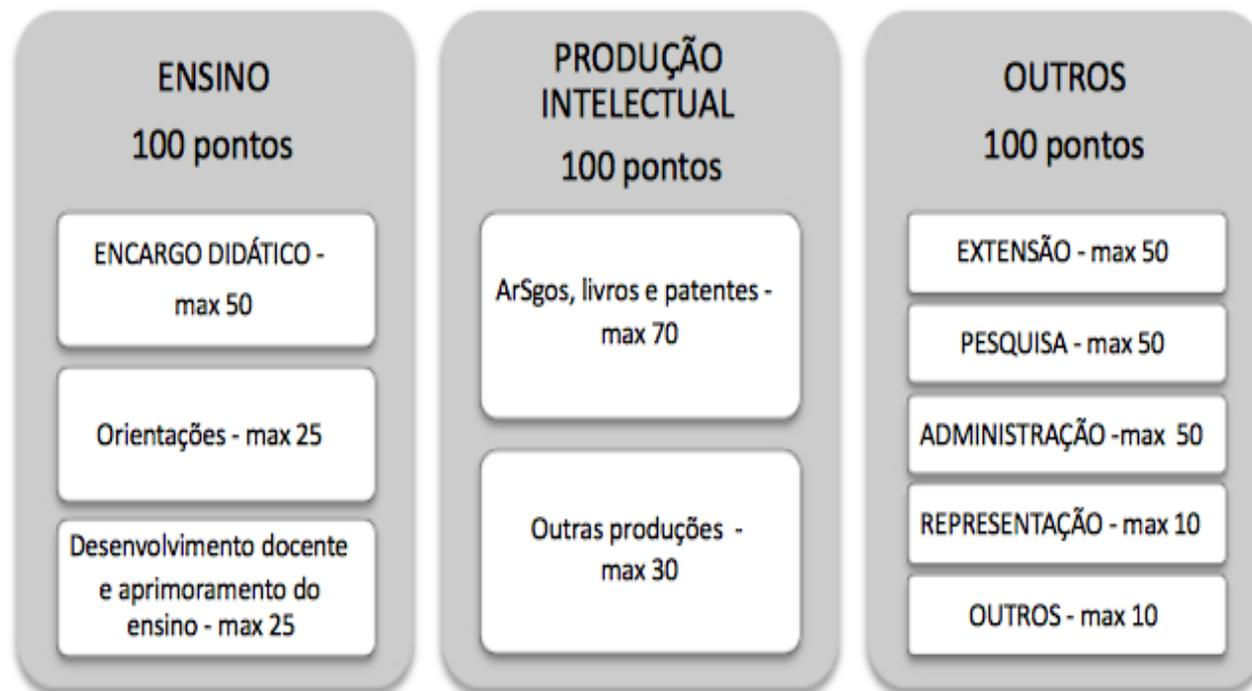 ENSINO
100 pontos
ENCARGO DIDÁTICO -
max 50
Orientações - max 25
Desenvolvimento docente
e aprimoramento do
ensino - max 25
PRODUÇÃO
INTELECTUAL
100 pontos
ArSgos, livros e patentes -
max 70
Outras produções -
max 30
OUTROS
100 pontos
EXTENSÃO - max 50
PESQUISA - max 50
ADMINISTRAÇÃO -max 50
REPRESENTAÇÃO - max 10
OUTROS - max 10